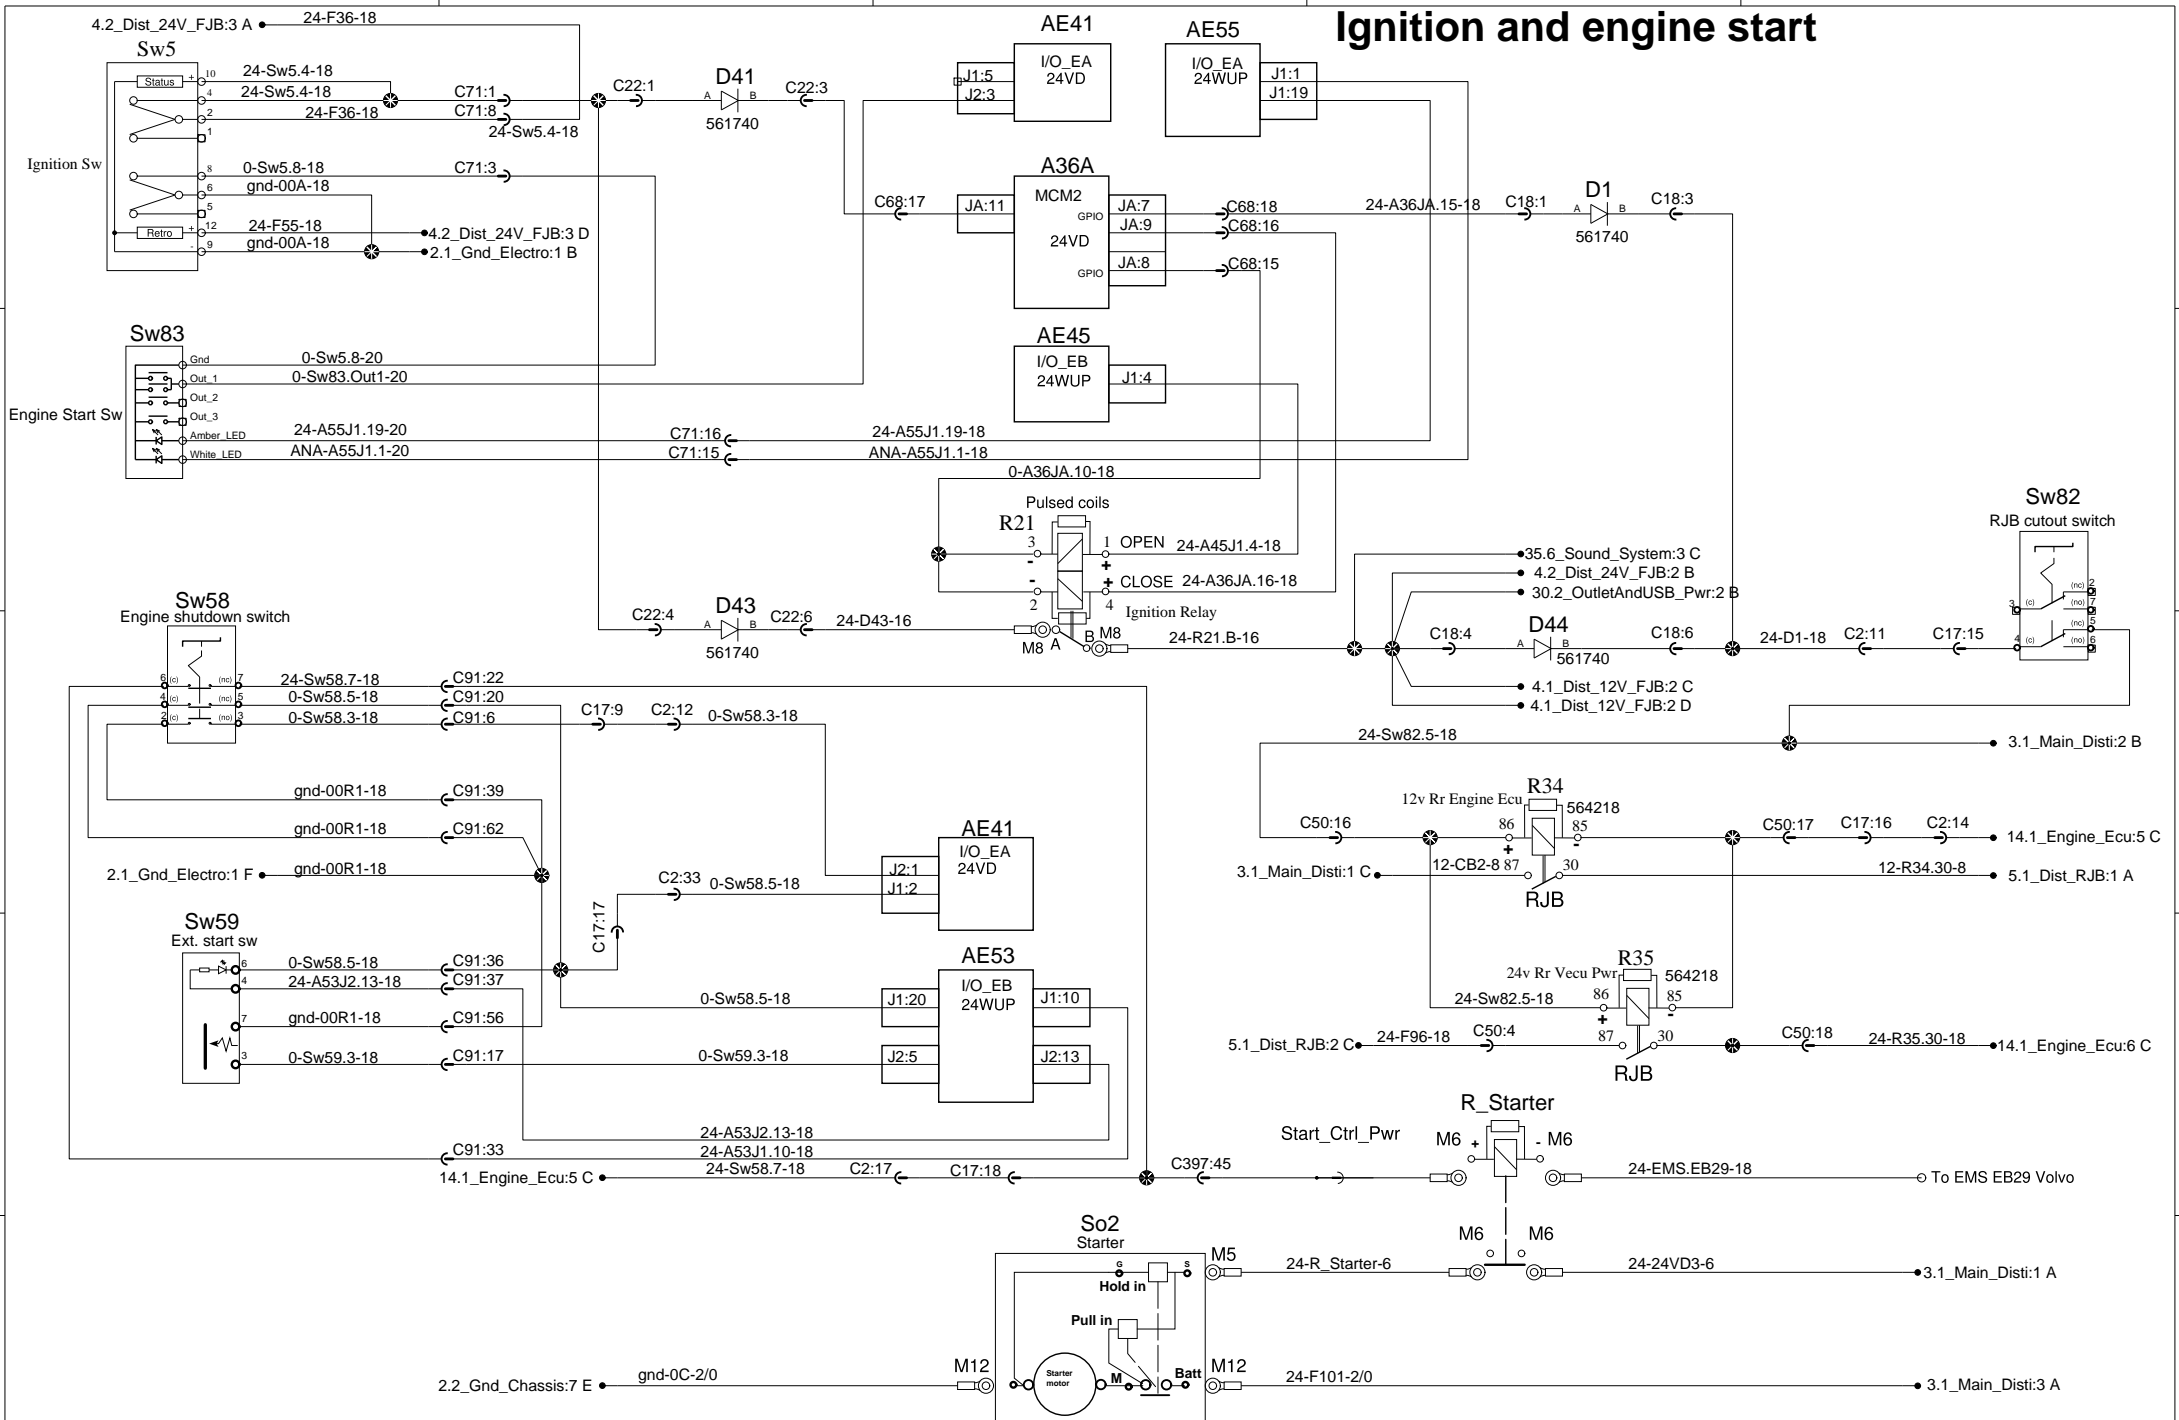 Ignition and engine start
4.2_Dist_24V_FJB:3 A
24-F36-18
Sw5
Ignition Sw
Status
+
10
24-Sw5.4-18
4
24-Sw5.4-18
C71:1
2
24-F36-18
C71:8
24-Sw5.4-18
1
8
0-Sw5.8-18
C71:3
6
gnd-00A-18
5
Retro
+
12
24-F55-18
4.2_Dist_24V_FJB:3 D
-
9
gnd-00A-18
2.1_Gnd_Electro:1 B
C22:1
D41
A
B
561740
C22:3
AE41
I/O_EA
24VD
J1:5
J2:3
AE55
I/O_EA
24WUP
J1:1
J1:19
A36A
MCM2
24VD
C68:17
JA:11
GPIO
JA:7
C68:18
JA:9
C68:16
GPIO
JA:8
C68:15
24-A36JA.15-18
C18:1
D1
A
B
561740
C18:3
Sw83
Engine Start Sw
Gnd
0-Sw5.8-20
Out_1
0-Sw83.Out1-20
Out_2
Out_3
Amber_LED
24-A55J1.19-20
C71:16
24-A55J1.19-18
White_LED
ANA-A55J1.1-20
C71:15
ANA-A55J1.1-18
AE45
I/O_EB
24WUP
J1:4
0-A36JA.10-18
Pulsed coils
R21
3
-
1
+
OPEN
24-A45J1.4-18
-
2
+
4
CLOSE
24-A36JA.16-18
Ignition Relay
C22:4
D43
A
B
561740
C22:6
24-D43-16
M8
A
B
M8
24-R21.B-16
35.6_Sound_System:3 C
4.2_Dist_24V_FJB:2 B
30.2_OutletAndUSB_Pwr:2 B
C18:4
D44
A
B
561740
C18:6
4.1_Dist_12V_FJB:2 C
4.1_Dist_12V_FJB:2 D
24-D1-18
C2:11
C17:15
Sw82
RJB cutout switch
3
(c)
(nc)
2
(no)
7
4
(c)
(nc)
5
(no)
6
Sw58
Engine shutdown switch
6
(c)
(nc)
7
24-Sw58.7-18
C91:22
4
(c)
(nc)
5
0-Sw58.5-18
C91:20
2
(c)
(no)
3
0-Sw58.3-18
C91:6
C17:9
C2:12
0-Sw58.3-18
24-Sw82.5-18
3.1_Main_Disti:2 B
gnd-00R1-18
C91:39
gnd-00R1-18
C91:62
2.1_Gnd_Electro:1 F
gnd-00R1-18
AE41
I/O_EA
24VD
J2:1
J1:2
C2:33
0-Sw58.5-18
C17:17
12v Rr Engine Ecu
R34
564218
C50:16
86
+
85
-
C50:17
C17:16
C2:14
14.1_Engine_Ecu:5 C
3.1_Main_Disti:1 C
12-CB2-8
87
30
RJB
12-R34.30-8
5.1_Dist_RJB:1 A
Sw59
Ext. start sw
6
0-Sw58.5-18
C91:36
4
24-A53J2.13-18
C91:37
7
gnd-00R1-18
C91:56
3
0-Sw59.3-18
C91:17
AE53
I/O_EB
24WUP
0-Sw58.5-18
J1:20
J1:10
0-Sw59.3-18
J2:5
J2:13
24v Rr Vecu Pwr
R35
564218
24-Sw82.5-18
86
+
85
-
5.1_Dist_RJB:2 C
24-F96-18
C50:4
87
30
RJB
C50:18
24-R35.30-18
14.1_Engine_Ecu:6 C
24-A53J2.13-18
C91:33
24-A53J1.10-18
14.1_Engine_Ecu:5 C
24-Sw58.7-18
C2:17
C17:18
C397:45
Start_Ctrl_Pwr
R_Starter
M6
+
-
M6
24-EMS.EB29-18
To EMS EB29 Volvo
So2
Starter
M5
24-R_Starter-6
M6
M6
24-24VD3-6
3.1_Main_Disti:1 A
G
S
Hold in
Pull in
Starter
motor
M
Batt
2.2_Gnd_Chassis:7 E
gnd-0C-2/0
M12
M12
24-F101-2/0
3.1_Main_Disti:3 A